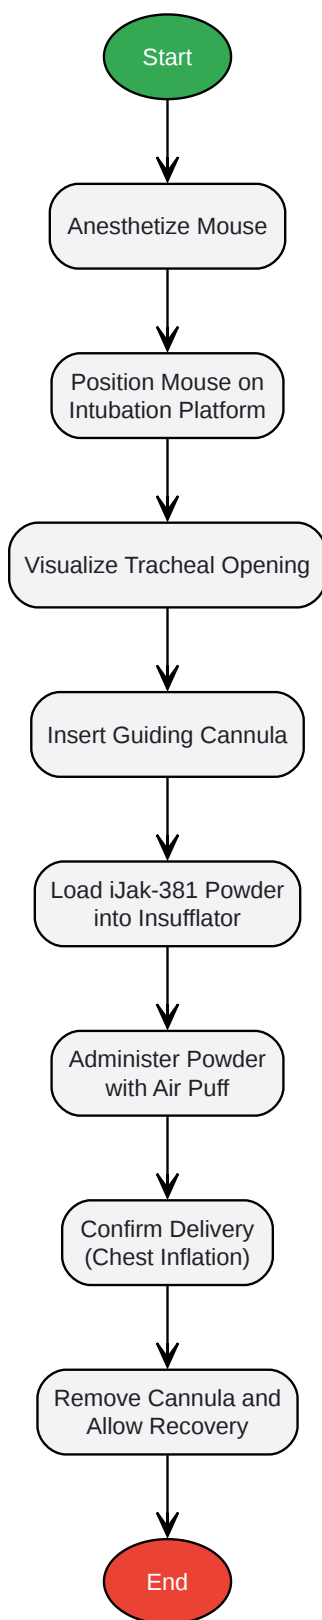 Start
Anesthetize Mouse
Position Mouse on
Intubation Platform
Visualize Tracheal Opening
Insert Guiding Cannula
Load iJak-381 Powder
into Insufflator
Administer Powder
with Air Puff
Confirm Delivery
(Chest Inflation)
Remove Cannula and
Allow Recovery
End